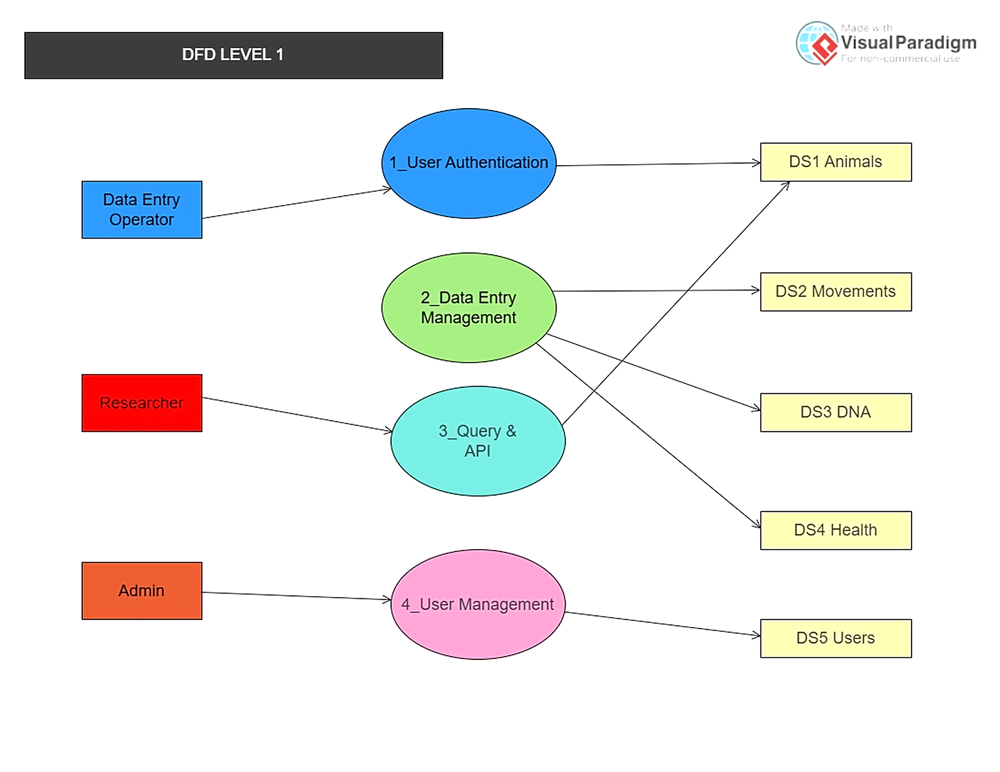 DFD LEVEL 1
Made with
Visual Paradigm
For non-commercial use
1_User Authentication
DS1 Animals
Data Entry
Operator
2_Data Entry
Management
DS2 Movements
Researcher
3_Query &
API
DS3 DNA
DS4 Health
Admin
4_User Management
DS5 Users